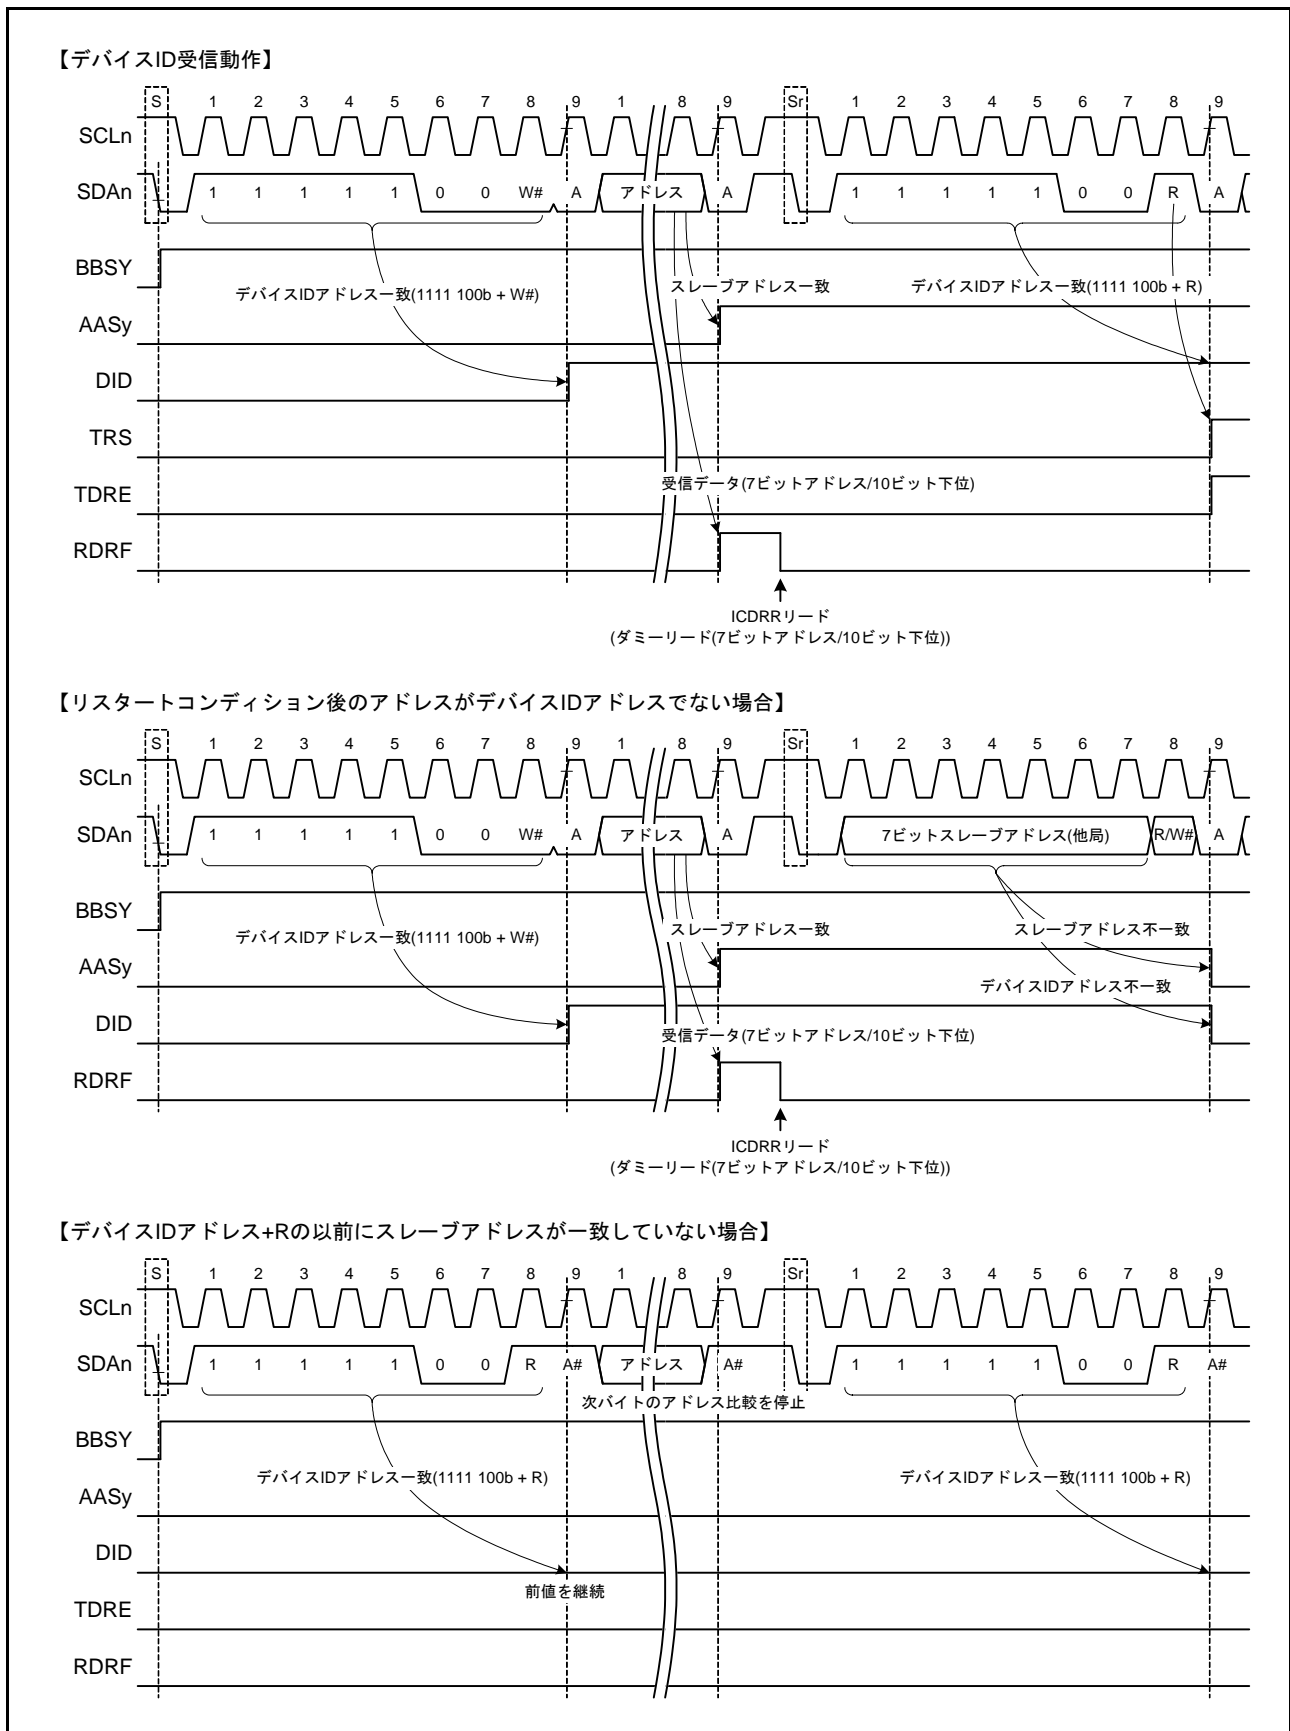 【デバイスID受信動作】
S 1 2 3 4 5 6 7 8 9 1 8 9 Sr 1 2 3 4 5 6 7 8 9
SCLn
SDAn 1 1 1 1 1 0 0 W# A アドレス A 1 1 1 1 1 0 0 R A
BBSY
デバイスIDアドレス一致(1111 100b + W#) スレーブアドレス一致 デバイスIDアドレス一致(1111 100b + R)
AASy
DID
TRS
受信データ(7ビットアドレス/10ビット下位)
TDRE
RDRF
ICDRRリード
(ダミーリード(7ビットアドレス/10ビット下位))
【リスタートコンディション後のアドレスがデバイスIDアドレスでない場合】
S 1 2 3 4 5 6 7 8 9 1 8 9 Sr 1 2 3 4 5 6 7 8 9
SCLn
SDAn 1 1 1 1 1 0 0 W# A アドレス A 7ビットスレーブアドレス(他局) R/W# A
BBSY
デバイスIDアドレス一致(1111 100b + W#) スレーブアドレス一致 スレーブアドレス不一致
AASy
デバイスIDアドレス不一致
DID
受信データ(7ビットアドレス/10ビット下位)
RDRF
ICDRRリード
(ダミーリード(7ビットアドレス/10ビット下位))
【デバイスIDアドレス+Rの以前にスレーブアドレスが一致していない場合】
S 1 2 3 4 5 6 7 8 9 1 8 9 Sr 1 2 3 4 5 6 7 8 9
SCLn
SDAn 1 1 1 1 1 0 0 R A# アドレス A# 1 1 1 1 1 0 0 R A#
次バイトのアドレス比較を停止
BBSY
デバイスIDアドレス一致(1111 100b + R) デバイスIDアドレス一致(1111 100b + R)
AASy
DID
前値を継続
TDRE
RDRF